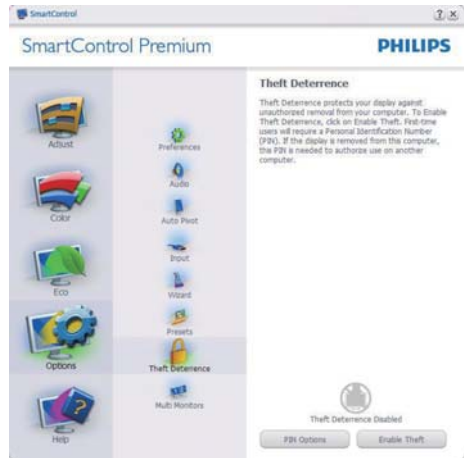 SmartControl
? ×
SmartControl Premium
PHILIPS
Adjust
Color
Eco
Options
Help
Preferences
Audio
Auto Pivot
Input
Wizard
Presets
Theft Deterrence
Multi Monitors
Theft Deterrence
Theft Deterrence protects your display against
unauthorized removal from your computer. To Enable
Theft Deterrence, click on Enable Theft. First-time
users will require a Personal Identification Number
(PIN). If the display is removed from this computer,
this PIN is needed to authorize use on another
computer.
Theft Deterrence Disabled
PIN Options
Enable Theft